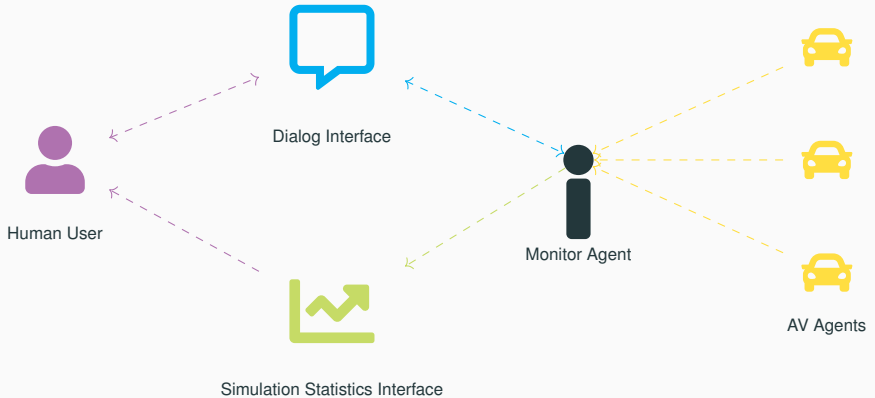 Dialog Interface
Human User
Monitor Agent
AV Agents
Simulation Statistics Interface